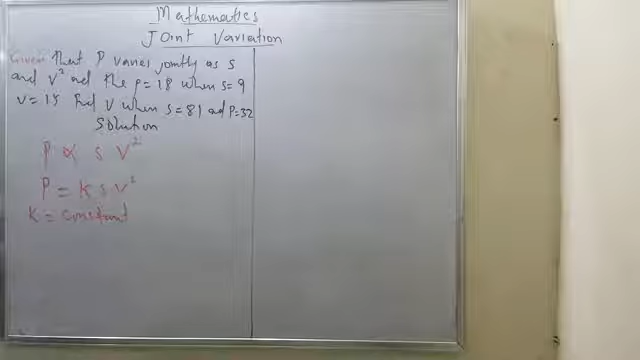 Mathematics
Joint Variation
Given that P varies jointly as s
and v² and the p = 18 when s = 9
v = 15 find v when s = 81 and P = 32
Solution
P ∝ s v²
P = k s v²
k = constant